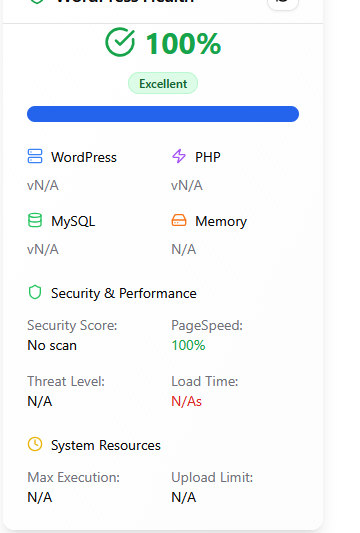 WordPress Health
100%
Excellent
WordPress PHP
vN/A vN/A
MySQL Memory
vN/A N/A
Security & Performance
Security Score: PageSpeed:
No scan 100%
Threat Level: Load Time:
N/A N/As
System Resources
Max Execution: Upload Limit:
N/A N/A